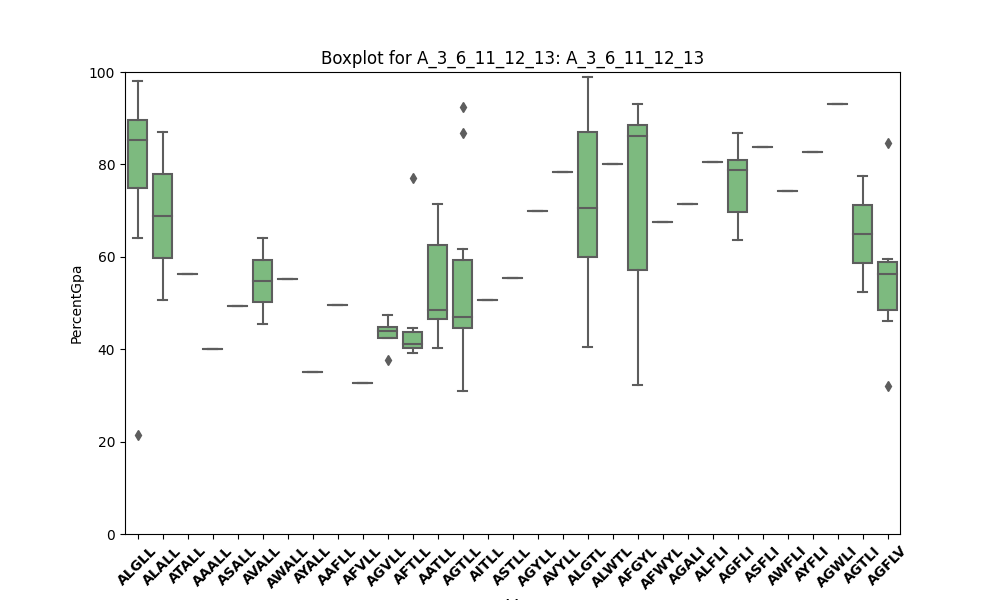 Boxplot for A_3_6_11_12_13: A_3_6_11_12_13
100
80
60
40
20
0
PercentGpa
ALGLL
ALALL
ATALL
AAALL
ASALL
AVALL
AWALL
AYALL
AAFLL
AFVLL
AGVLL
AFTLL
AATLL
AGTLL
AITLL
ASTLL
AGYLL
AVYLL
ALGTL
ALWTL
AFGYL
AFWYL
AGALI
ALFLI
AGFLI
ASFLI
AWFLI
AYFLI
AGWLI
AGTLI
AGFLV